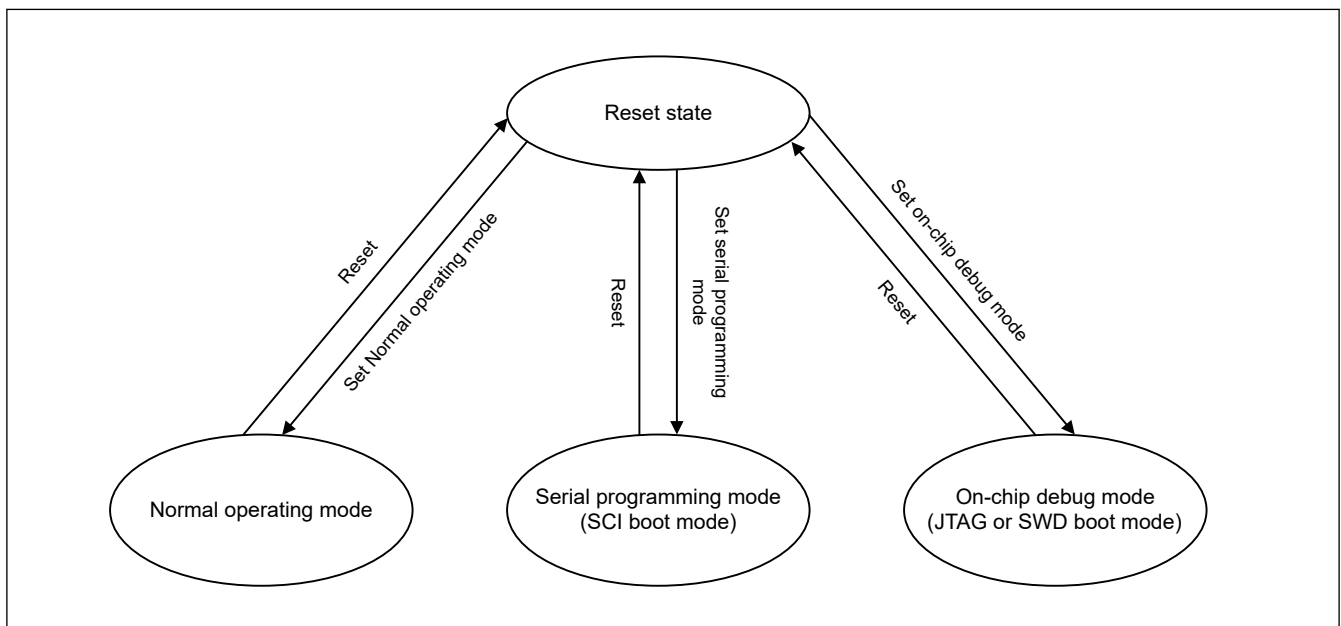 Reset state
Reset
Set Normal operating mode
Reset
Set serial programming
mode
Set on-chip debug mode
Reset
Normal operating mode
Serial programming mode
(SCI boot mode)
On-chip debug mode
(JTAG or SWD boot mode)